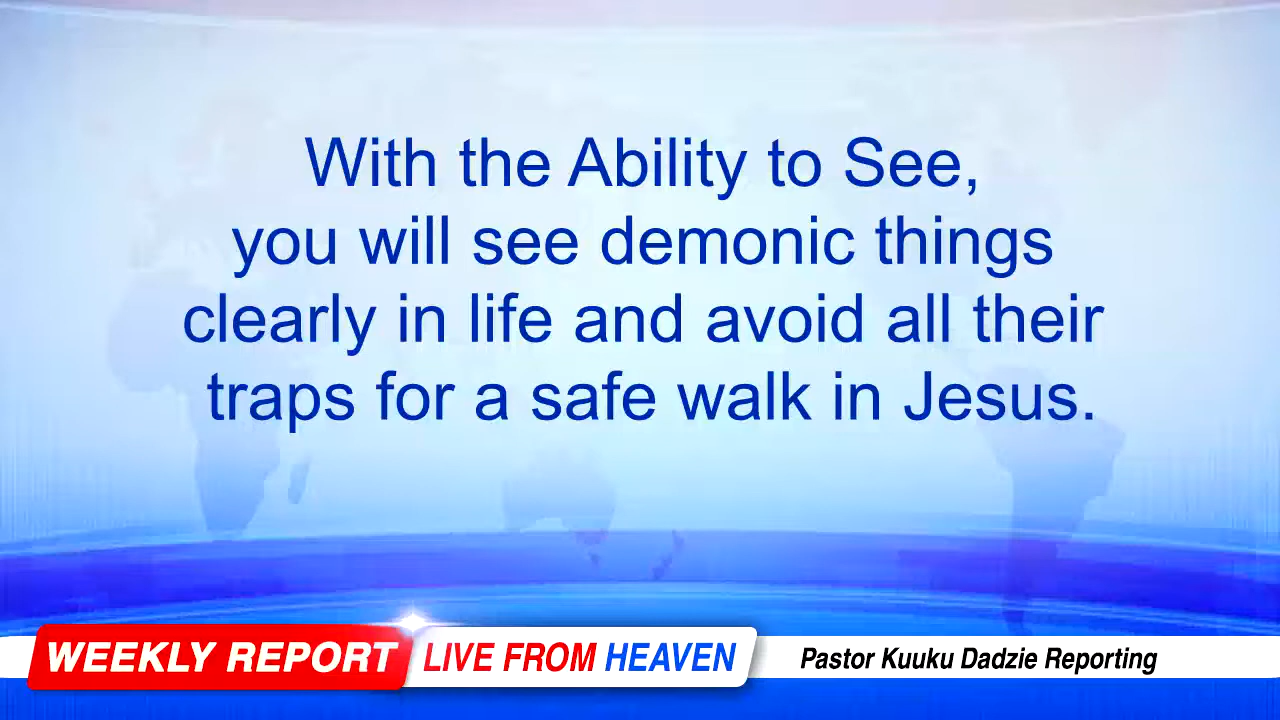 With the Ability to See,
you will see demonic things
clearly in life and avoid all their
traps for a safe walk in Jesus.
WEEKLY REPORT LIVE FROM HEAVEN Pastor Kuuku Dadzie Reporting